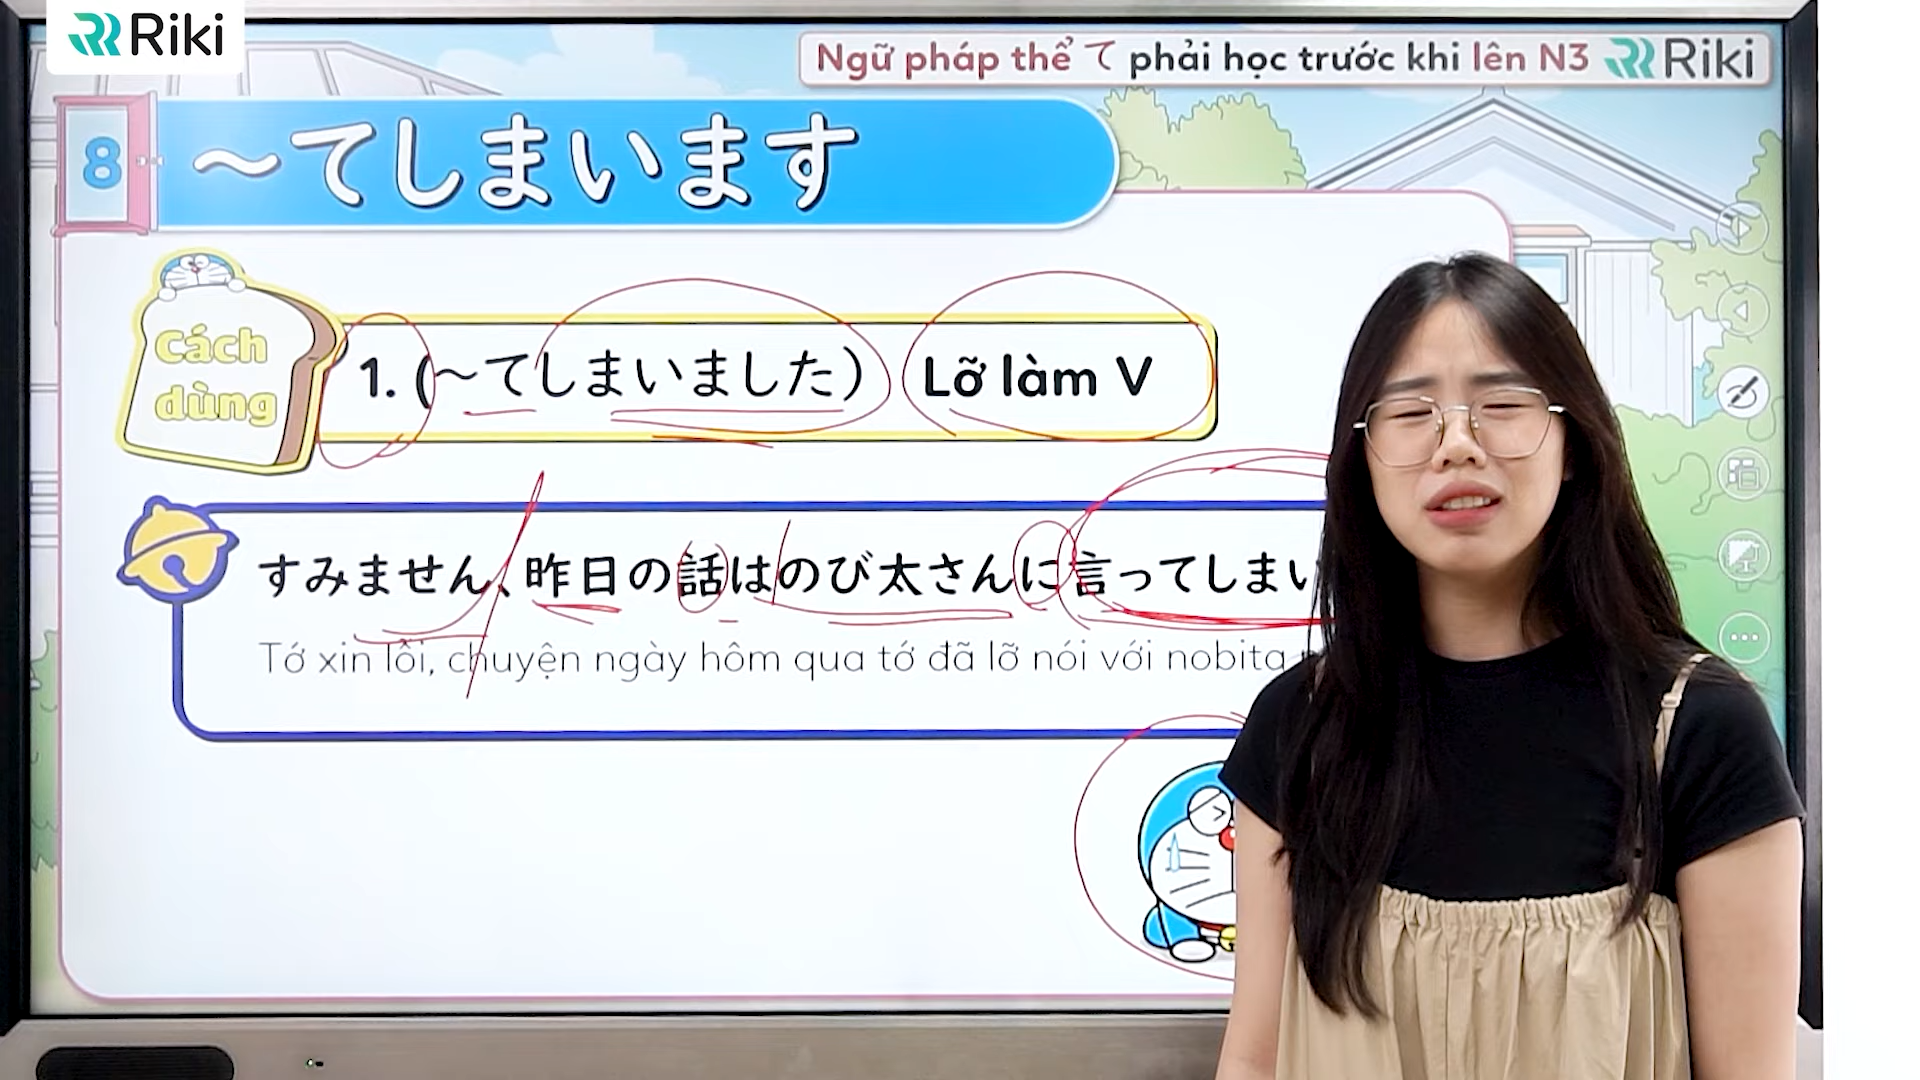 Riki
Ngữ pháp thể て phải học trước khi lên N3 Riki
8 ～てしまいます
Cách dùng
1. (～てしまいました) Lỡ làm V
すみません、昨日の話はのび太さんに言ってしまい
Tớ xin lỗi, chuyện ngày hôm qua tớ đã lỡ nói với nobita